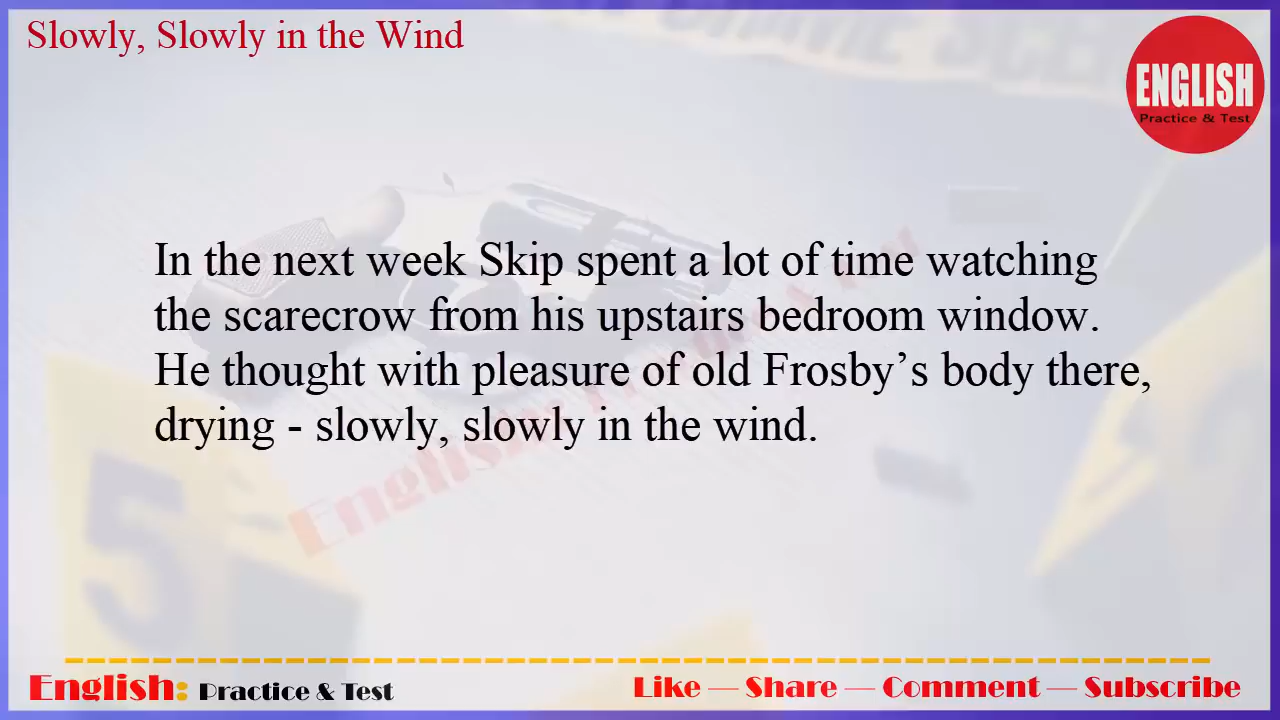 Slowly, Slowly in the Wind
ENGLISH
Practice & Test
In the next week Skip spent a lot of time watching
the scarecrow from his upstairs bedroom window.
He thought with pleasure of old Frosby’s body there,
drying - slowly, slowly in the wind.
5
English: Practice & Test
Like — Share — Comment — Subscribe